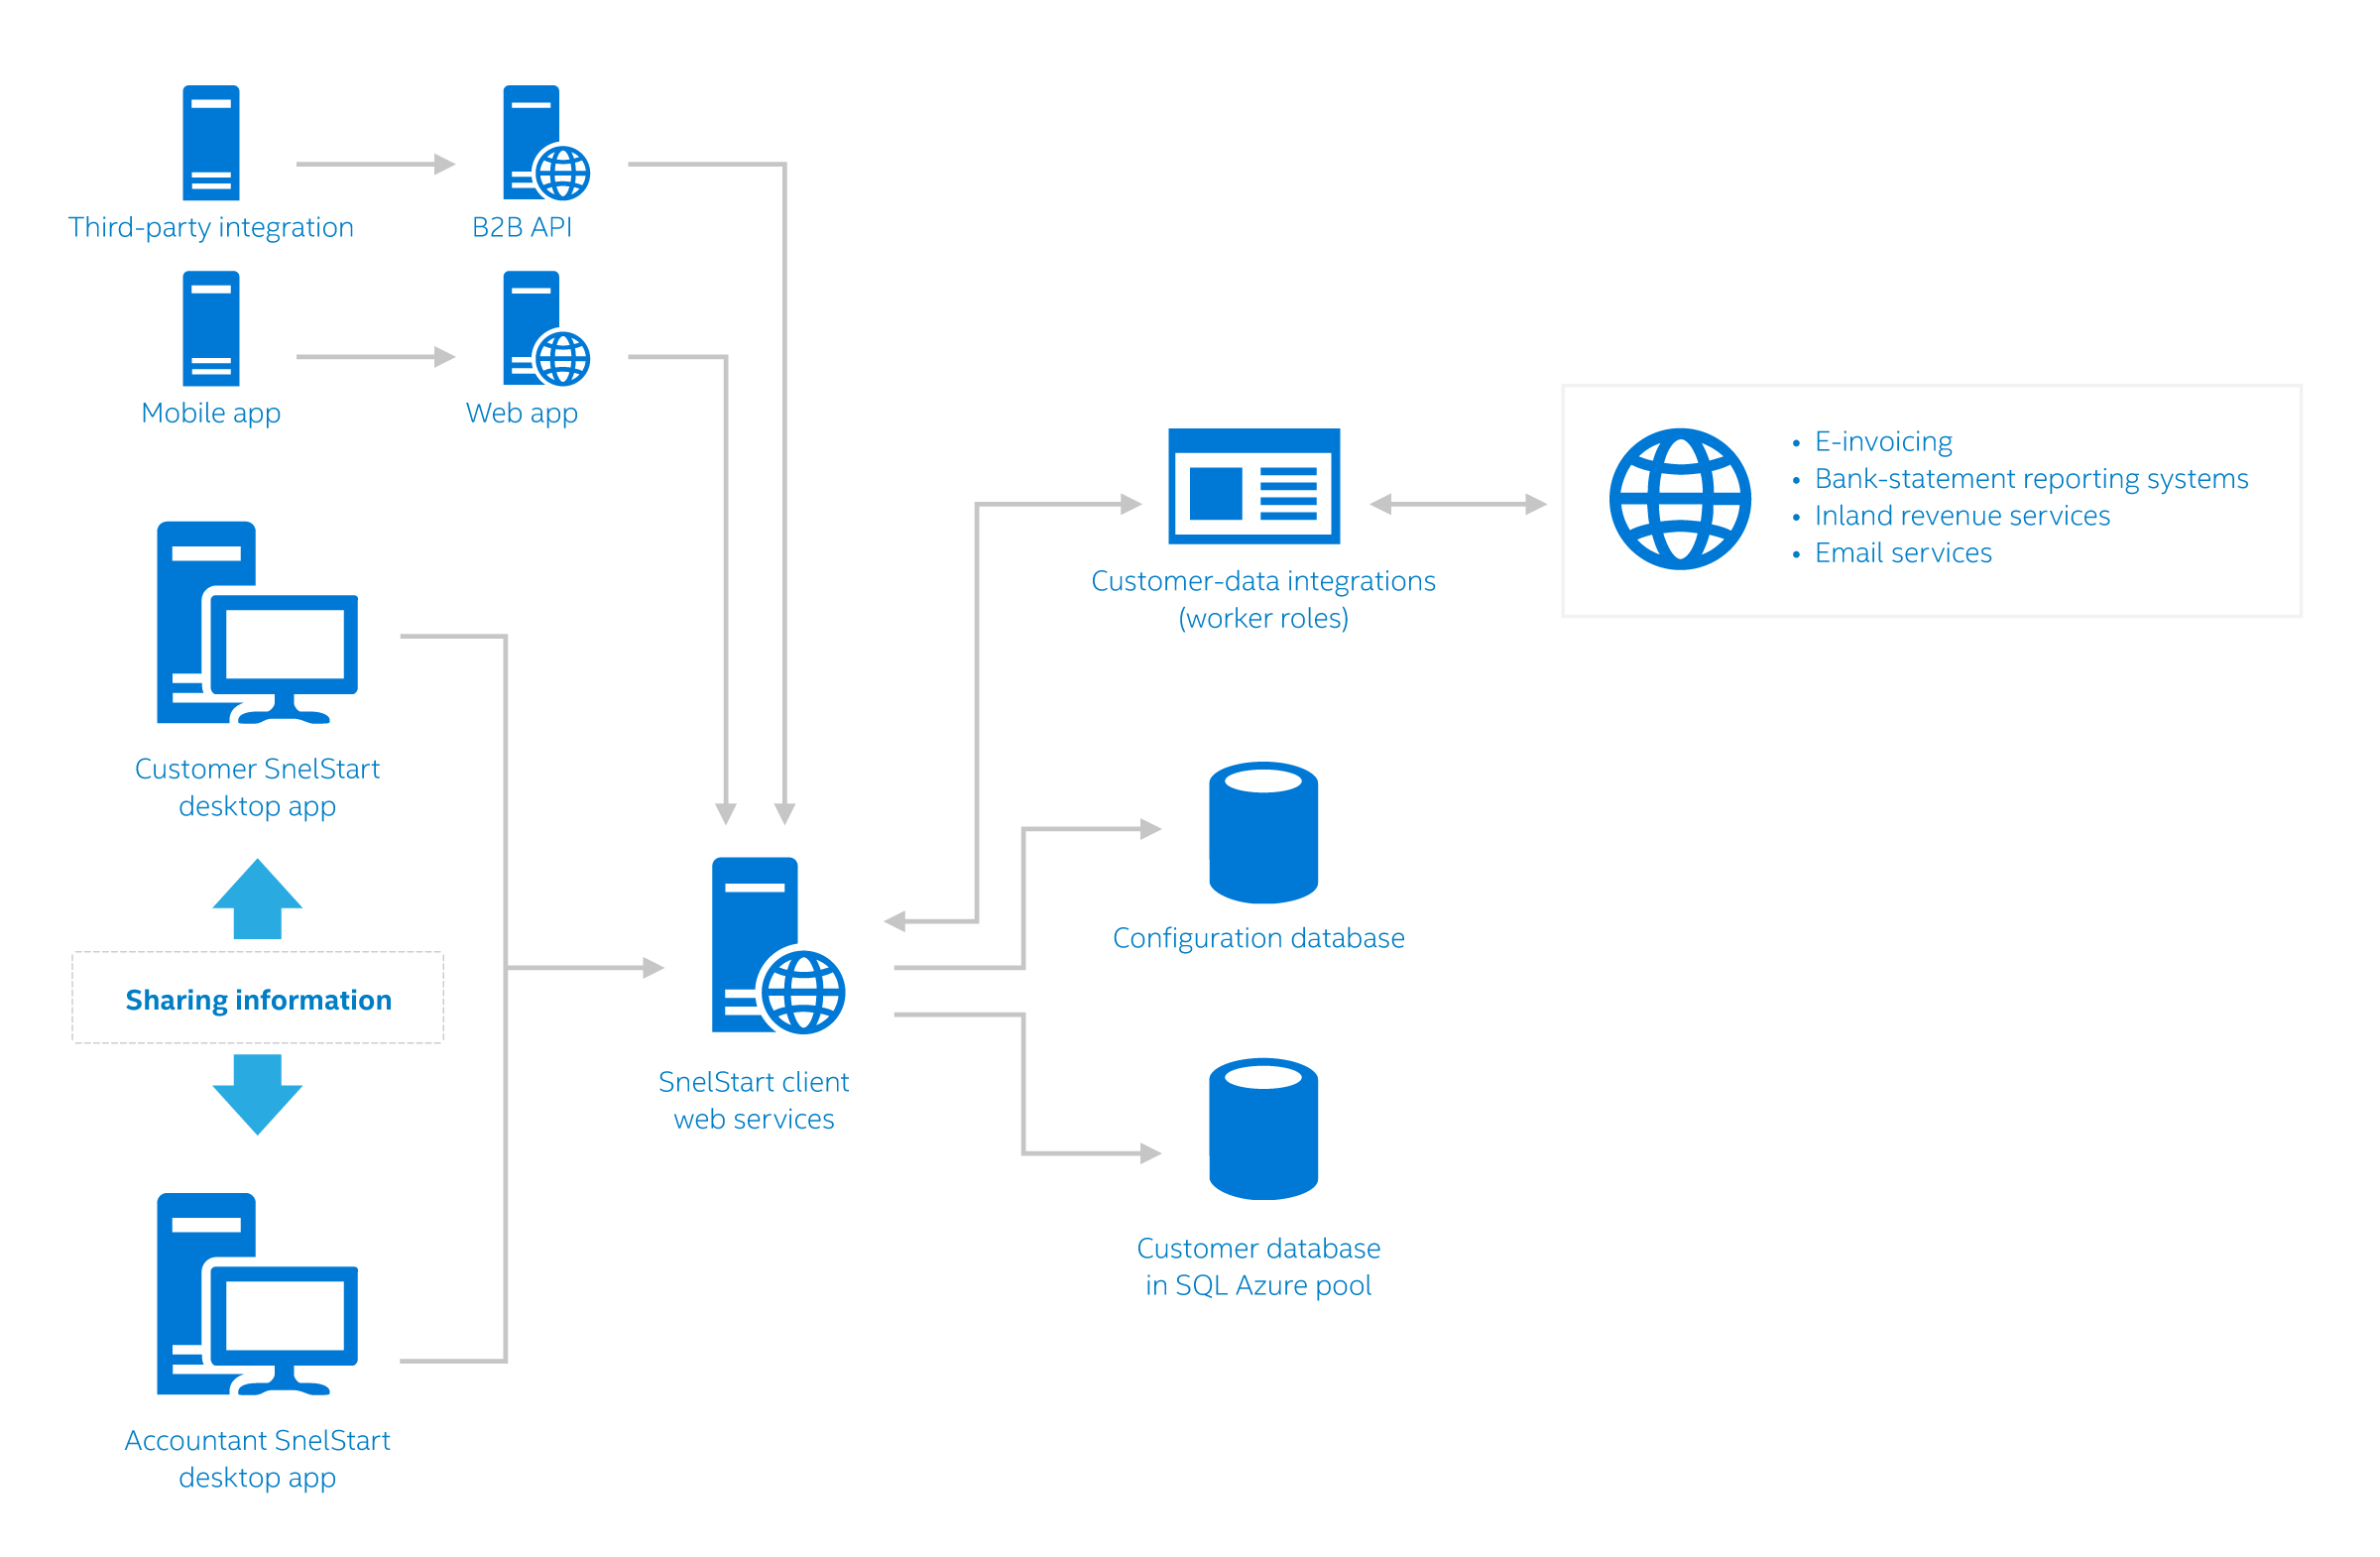 Third-party integration
B2B API
Mobile app
Web app
• E-invoicing
• Bank-statement reporting systems
• Inland revenue services
• Email services
Customer-data integrations
(worker roles)
Customer SnelStart
desktop app
Configuration database
Sharing information
SnelStart client
web services
Customer database
in SQL Azure pool
Accountant SnelStart
desktop app